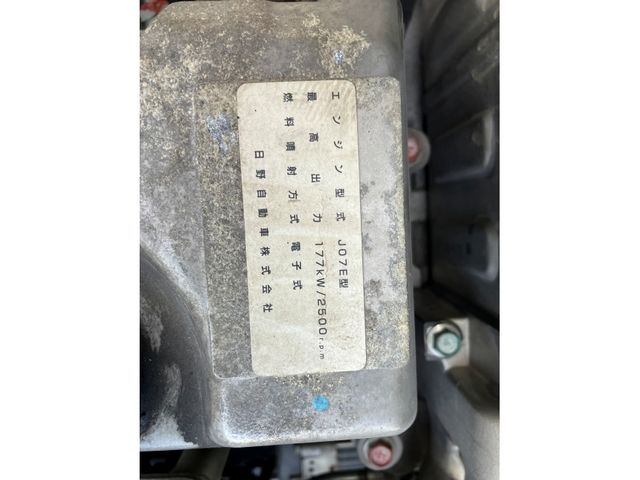 エンジン型式 J07E型
最高出力 177kW/2500r.p.m
燃料噴射方式 電子式
日野自動車株式会社